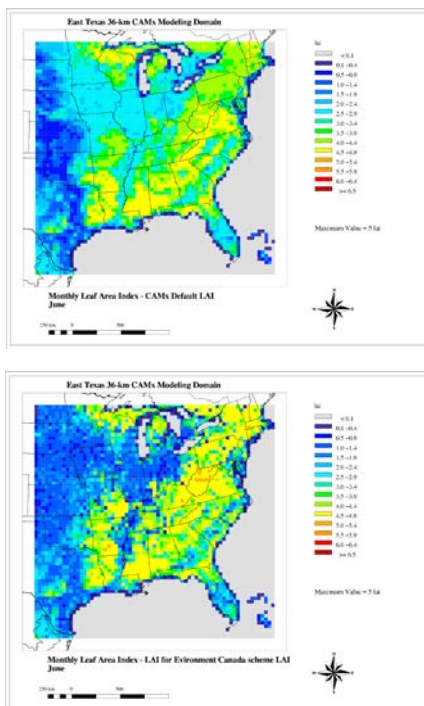 East Texas 36-km CAMx Modeling Domain
lai
< 0.1
0.1 -0.4
0.5 -0.9
1.0 -1.4
1.5 -1.9
2.0 -2.4
2.5 -2.9
3.0 -3.4
3.5 -3.9
4.0 -4.4
4.5 -4.9
5.0 -5.4
5.5 -5.9
6.0 -6.4
>= 6.5
Maximum Value = 5 lai
Monthly Leaf Area Index - CAMx Default LAI
June
250 km 0 500
East Texas 36-km CAMx Modeling Domain
lai
< 0.1
0.1 -0.4
0.5 -0.9
1.0 -1.4
1.5 -1.9
2.0 -2.4
2.5 -2.9
3.0 -3.4
3.5 -3.9
4.0 -4.4
4.5 -4.9
5.0 -5.4
5.5 -5.9
6.0 -6.4
>= 6.5
Maximum Value = 5 lai
Monthly Leaf Area Index - LAI for Evironment Canada scheme LAI
June
250 km 0 500